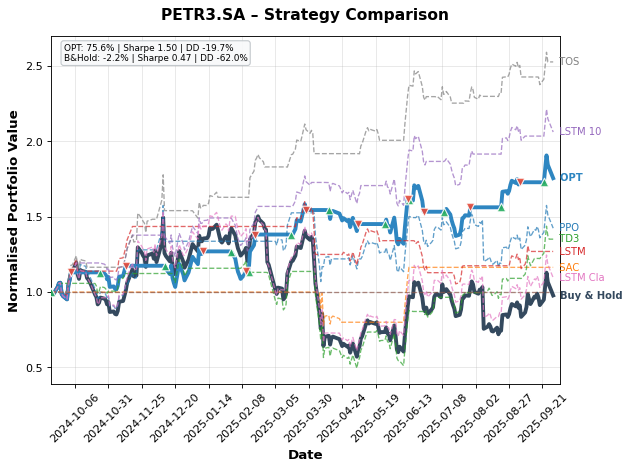 PETR3.SA – Strategy Comparison
OPT: 75.6% | Sharpe 1.50 | DD -19.7%
B&Hold: -2.2% | Sharpe 0.47 | DD -62.0%
Normalised Portfolio Value
2.5
2.0
1.5
1.0
0.5
TOS
LSTM 10
OPT
PPO
TD3
LSTM
SAC
LSTM Cla
Buy & Hold
2024-10-06
2024-10-31
2024-11-25
2024-12-20
2025-01-14
2025-02-08
2025-03-05
2025-03-30
2025-04-24
2025-05-19
2025-06-13
2025-07-08
2025-08-02
2025-08-27
2025-09-21
Date